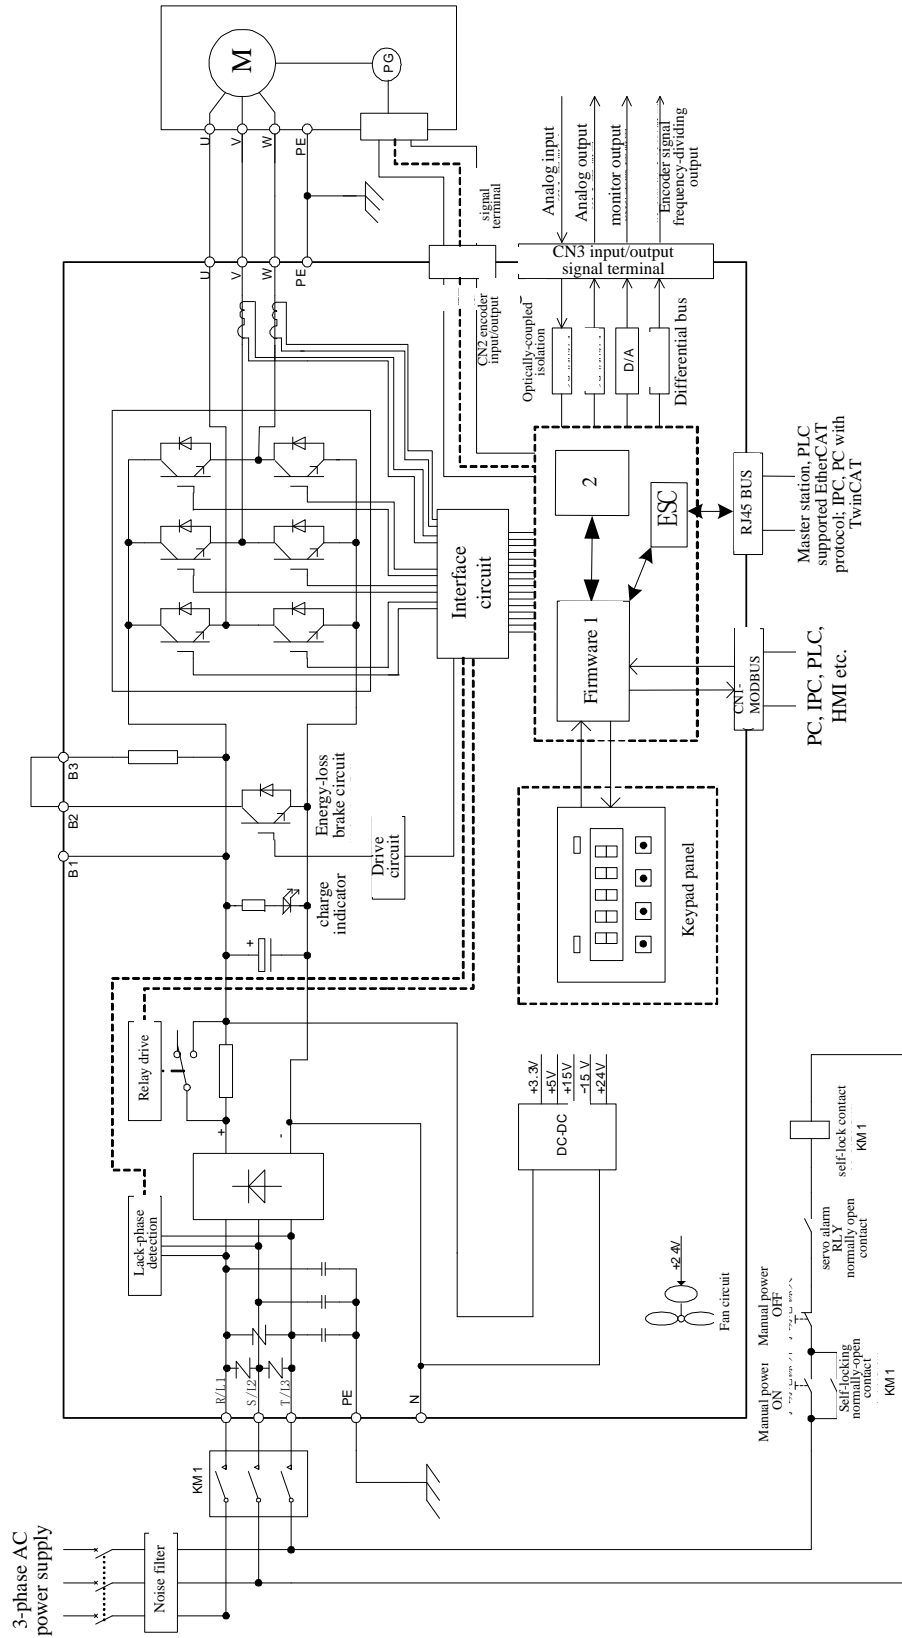 3-phase AC
power supply
Noise filter
KM1
R/L1
S/L2
T/L3
PE
N
Lack-phase
detection
Relay drive
+
-
+
charge
indicator
B1
B2
B3
Energy-loss
brake circuit
Drive
circuit
Interface
circuit
U
V
W
PE
U
V
W
PE
M
PG
signal
terminal
CN2 encoder
input/output
CN3 input/output
signal terminal
Analog input
Analog output
monitor output
Encoder signal
frequency-dividing
output
Optically-coupled
isolation
D/A
Differential bus
2
ESC
Firmware 1
RJ45 BUS
Master station, PLC
supported EtherCAT
protocol; IPC, PC with
TwinCAT
CN1-
MODBUS
PC, IPC, PLC,
HMI etc.
Keypad panel
DC-DC
+3.3V
+5V
+15V
-15V
+24V
+24V
Fan circuit
Manual power
ON
Manual power
OFF
Self-locking
normally-open
contact
KM1
servo alarm
RLY
normally open
contact
self-lock contact
KM1